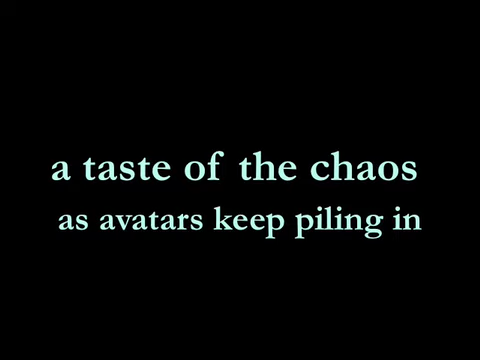 a taste of the chaos
as avatars keep piling in